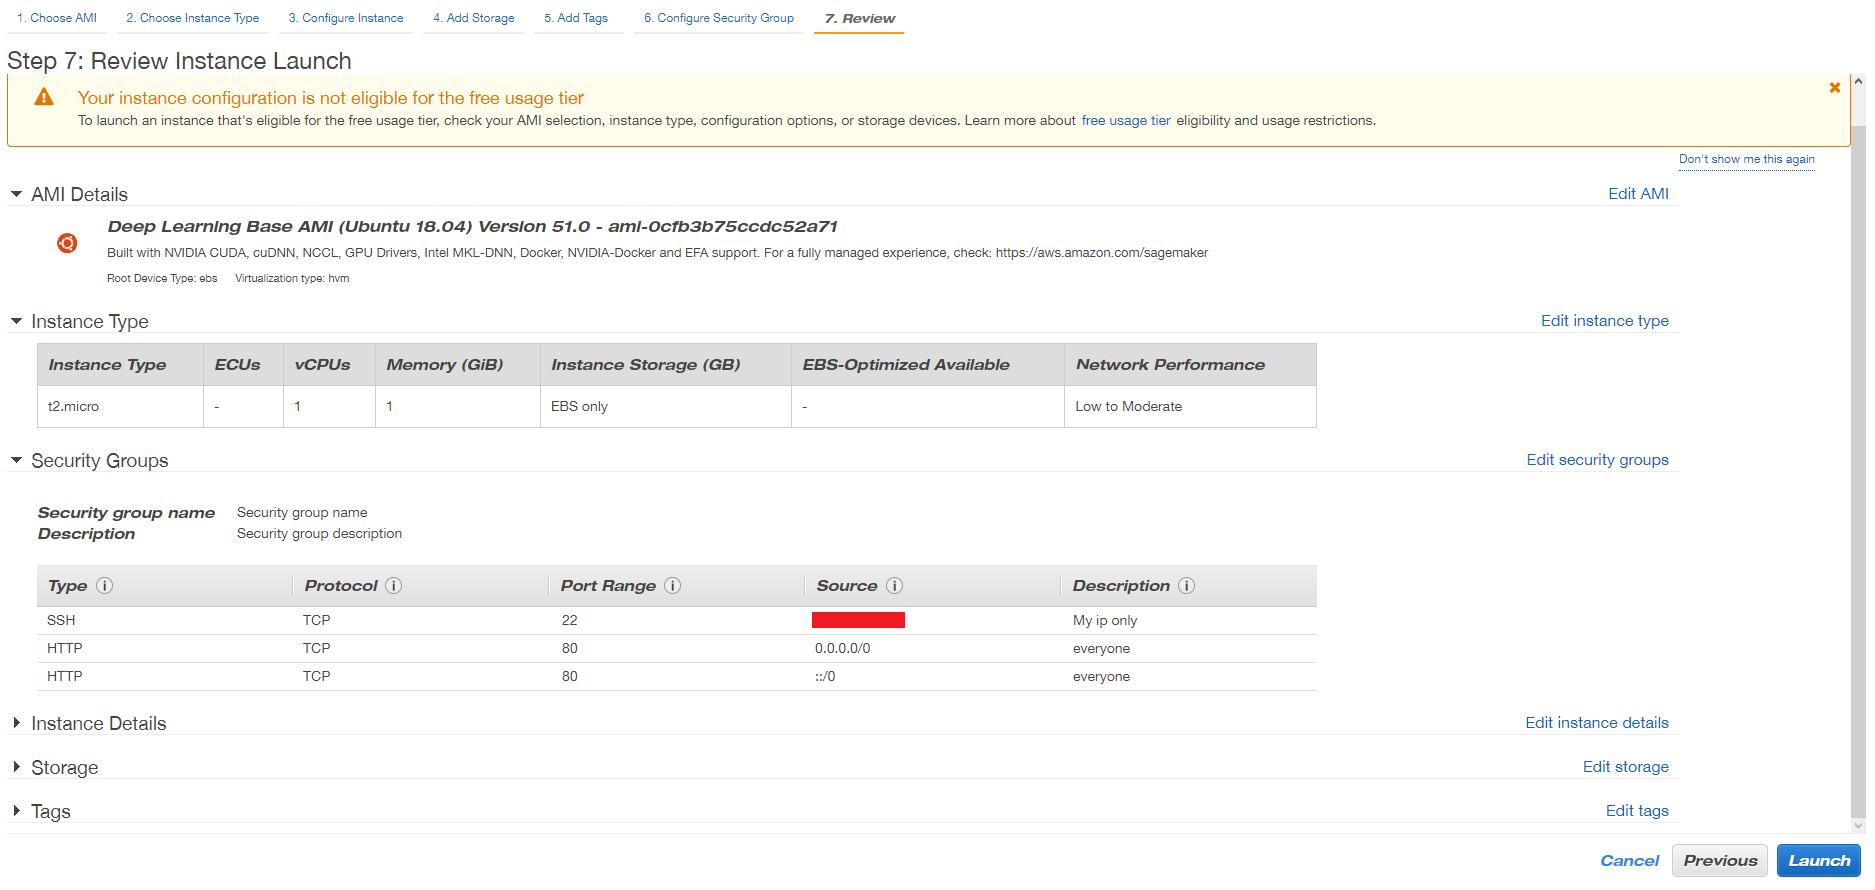 1. Choose AMI 2. Choose Instance Type 3. Configure Instance 4. Add Storage 5. Add Tags 6. Configure Security Group 7. Review
Step 7: Review Instance Launch
Your instance configuration is not eligible for the free usage tier
To launch an instance that's eligible for the free usage tier, check your AMI selection, instance type, configuration options, or storage devices. Learn more about free usage tier eligibility and usage restrictions.
Don't show me this again
AMI Details Edit AMI
Deep Learning Base AMI (Ubuntu 18.04) Version 51.0 - ami-0cfb3b75ccdc52a71
Built with NVIDIA CUDA, cuDNN, NCCL, GPU Drivers, Intel MKL-DNN, Docker, NVIDIA-Docker and EFA support. For a fully managed experience, check: https://aws.amazon.com/sagemaker
Root Device Type: ebs Virtualization type: hvm
Instance Type Edit instance type
Instance Type ECUs vCPUs Memory (GiB) Instance Storage (GB) EBS-Optimized Available Network Performance
t2.micro - 1 1 EBS only - Low to Moderate
Security Groups Edit security groups
Security group name Security group name
Description Security group description
Type Protocol Port Range Source Description
SSH TCP 22 My ip only
HTTP TCP 80 0.0.0.0/0 everyone
HTTP TCP 80 ::/0 everyone
Instance Details Edit instance details
Storage Edit storage
Tags Edit tags
Cancel Previous Launch